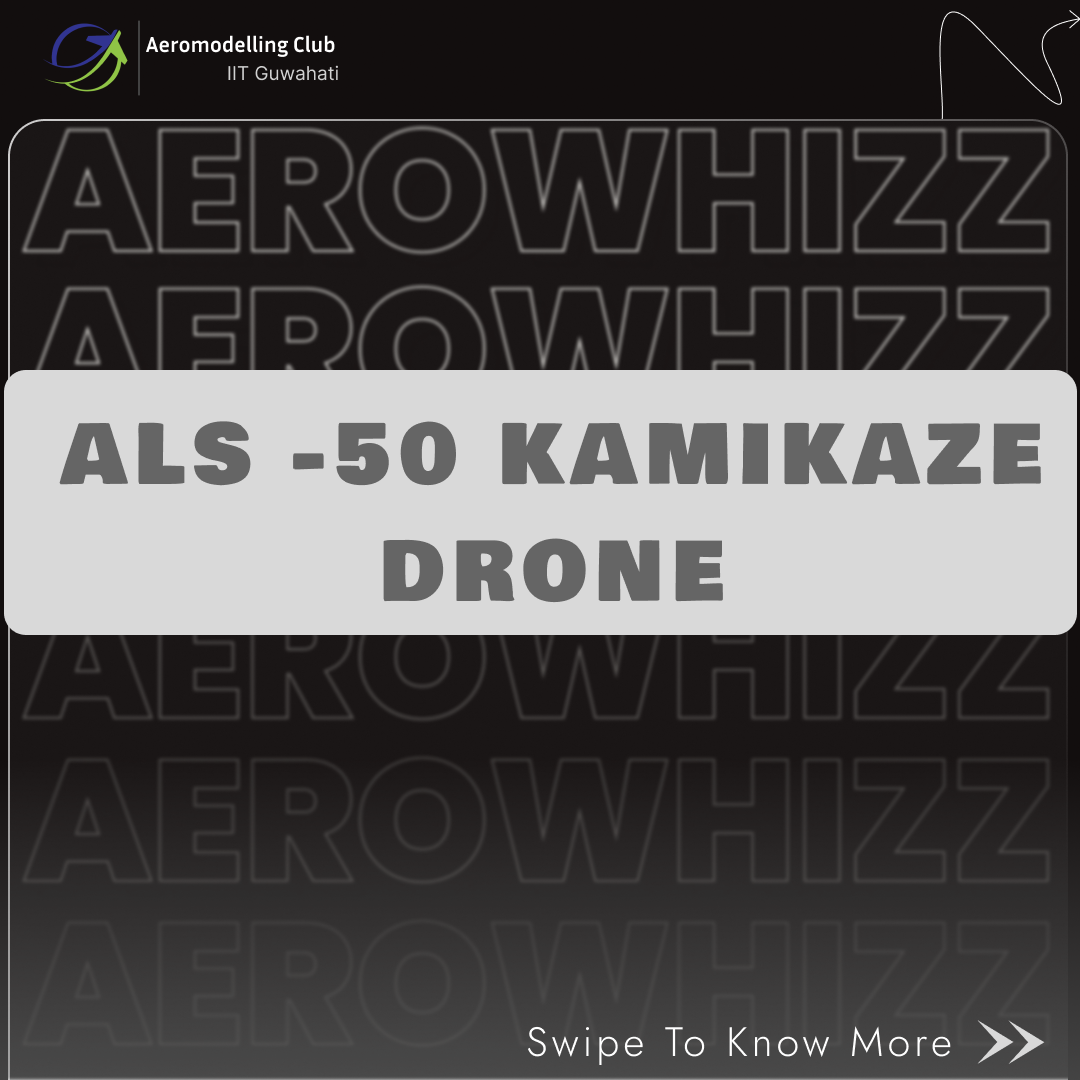 Aeromodelling Club
IIT Guwahati
AEROWHIZZ
AEROWHIZZ
ALS -50 KAMIKAZE
DRONE
AEROWHIZZ
AEROWHIZZ
AEROWHIZZ
Swipe To Know More